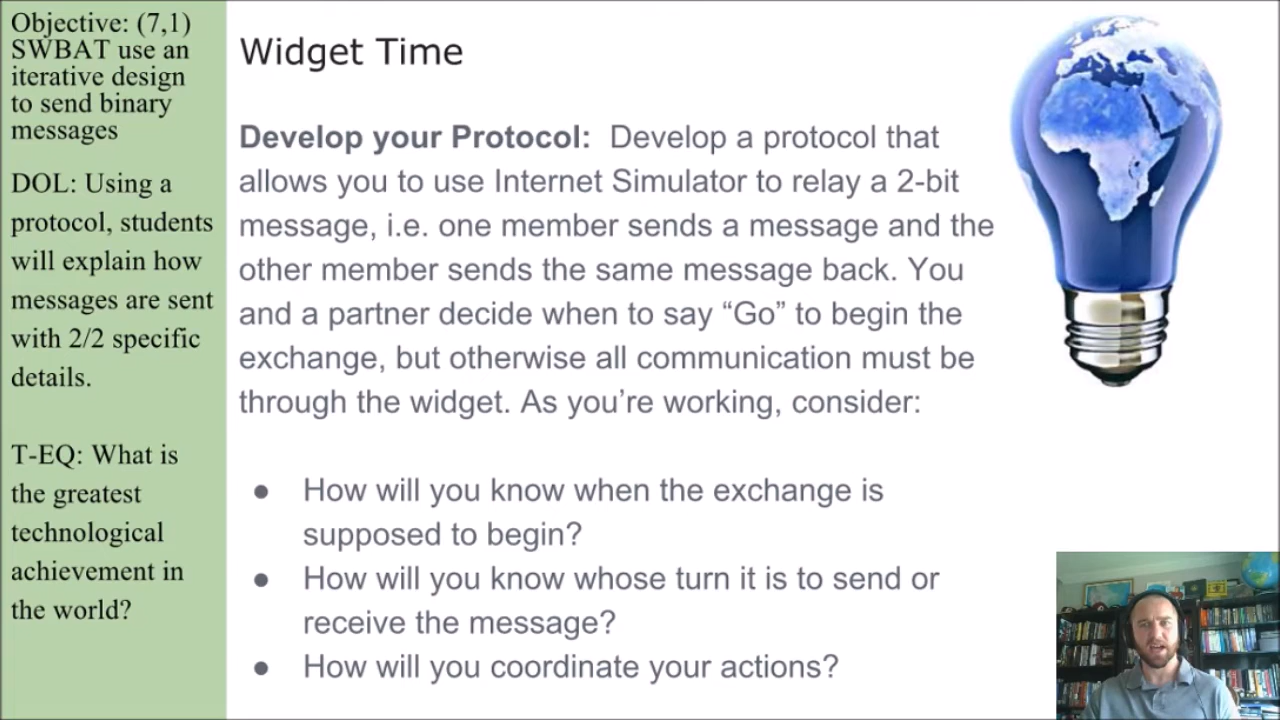 Objective: (7,1)
SWBAT use an
iterative design
to send binary
messages
DOL: Using a
protocol, students
will explain how
messages are sent
with 2/2 specific
details.
T-EQ: What is
the greatest
technological
achievement in
the world?
Widget Time
Develop your Protocol: Develop a protocol that
allows you to use Internet Simulator to relay a 2-bit
message, i.e. one member sends a message and the
other member sends the same message back. You
and a partner decide when to say “Go” to begin the
exchange, but otherwise all communication must be
through the widget. As you’re working, consider:
● How will you know when the exchange is
supposed to begin?
● How will you know whose turn it is to send or
receive the message?
● How will you coordinate your actions?